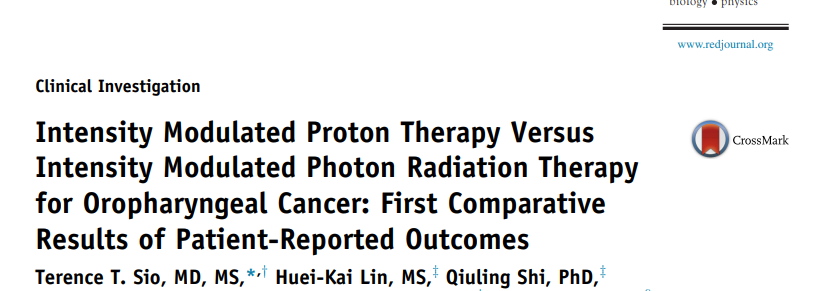 biology • physics
www.redjournal.org
Clinical Investigation
Intensity Modulated Proton Therapy Versus
Intensity Modulated Photon Radiation Therapy
for Oropharyngeal Cancer: First Comparative
Results of Patient-Reported Outcomes
CrossMark
Terence T. Sio, MD, MS,*,† Huei-Kai Lin, MS,‡ Qiuling Shi, PhD,‡